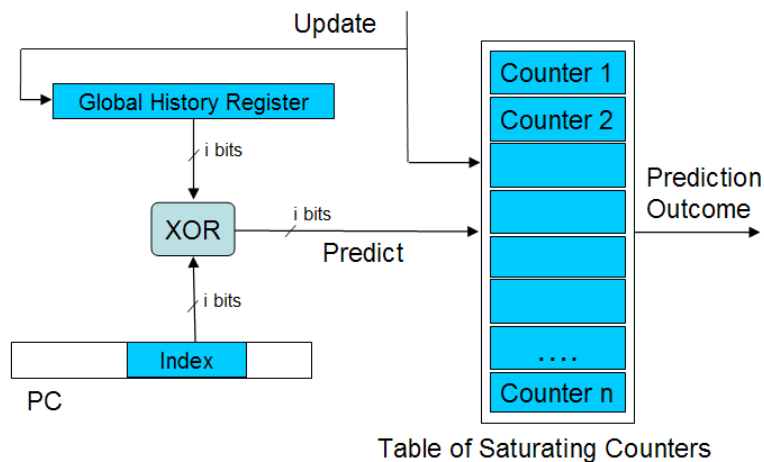 Update
Counter 1
Global History Register
Counter 2
i bits
Prediction
Outcome
XOR
i bits
Predict
i bits
Index
....
PC
Counter n
Table of Saturating Counters